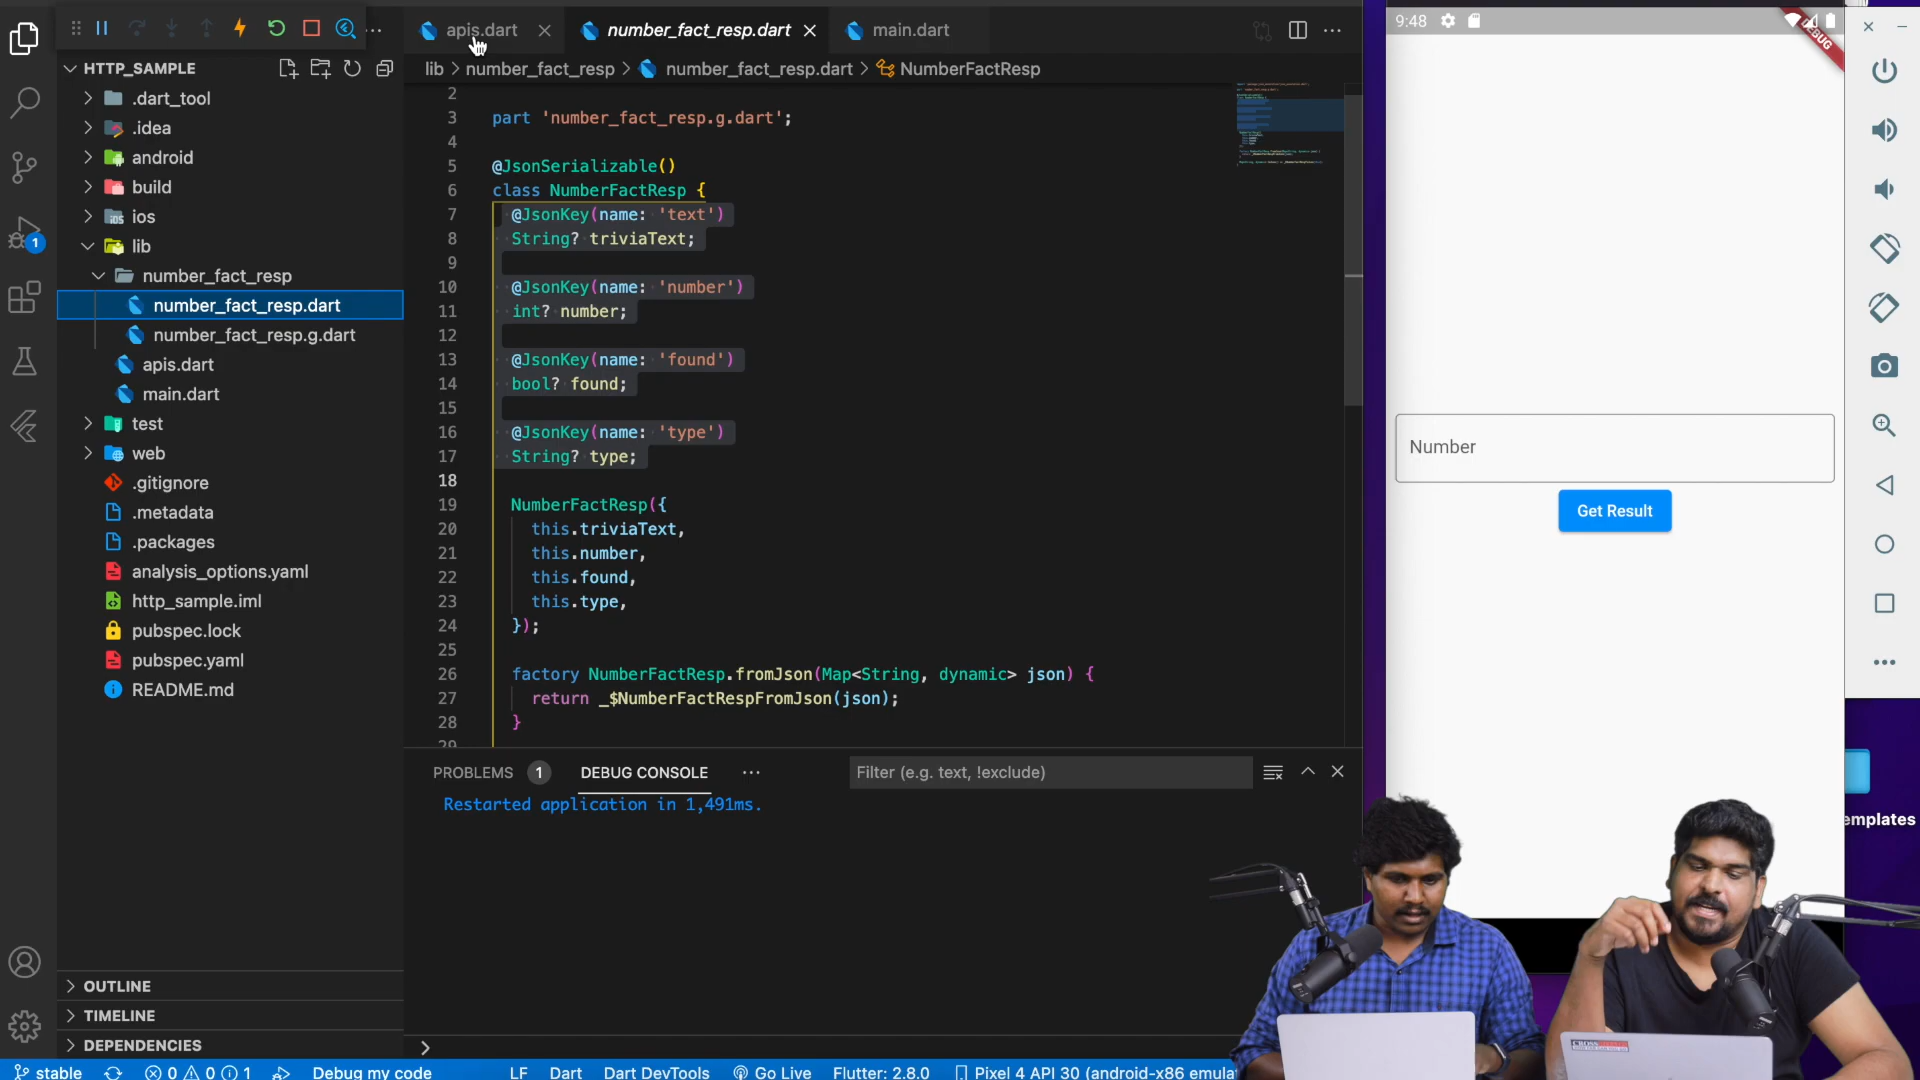 apis.dart
number_fact_resp.dart
main.dart
9:48
DEBUG
HTTP_SAMPLE
lib > number_fact_resp > number_fact_resp.dart > NumberFactResp
.dart_tool
.idea
android
build
ios
lib
number_fact_resp
number_fact_resp.dart
number_fact_resp.g.dart
apis.dart
main.dart
test
web
.gitignore
.metadata
.packages
analysis_options.yaml
http_sample.iml
pubspec.lock
pubspec.yaml
README.md
1
2
3 part 'number_fact_resp.g.dart';
4
5 @JsonSerializable()
6 class NumberFactResp {
7 @JsonKey(name: 'text')
8 String? triviaText;
9
10 @JsonKey(name: 'number')
11 int? number;
12
13 @JsonKey(name: 'found')
14 bool? found;
15
16 @JsonKey(name: 'type')
17 String? type;
18
19 NumberFactResp({
20 this.triviaText,
21 this.number,
22 this.found,
23 this.type,
24 });
25
26 factory NumberFactResp.fromJson(Map<String, dynamic> json) {
27 return _$NumberFactRespFromJson(json);
28 }
29
Number
Get Result
PROBLEMS 1 DEBUG CONSOLE Filter (e.g. text, !exclude)
Restarted application in 1,491ms.
emplates
OUTLINE
TIMELINE
DEPENDENCIES
stable 0 0 1 Debug my code LF Dart Dart DevTools Go Live Flutter: 2.8.0 Pixel 4 API 30 (android-x86 emula